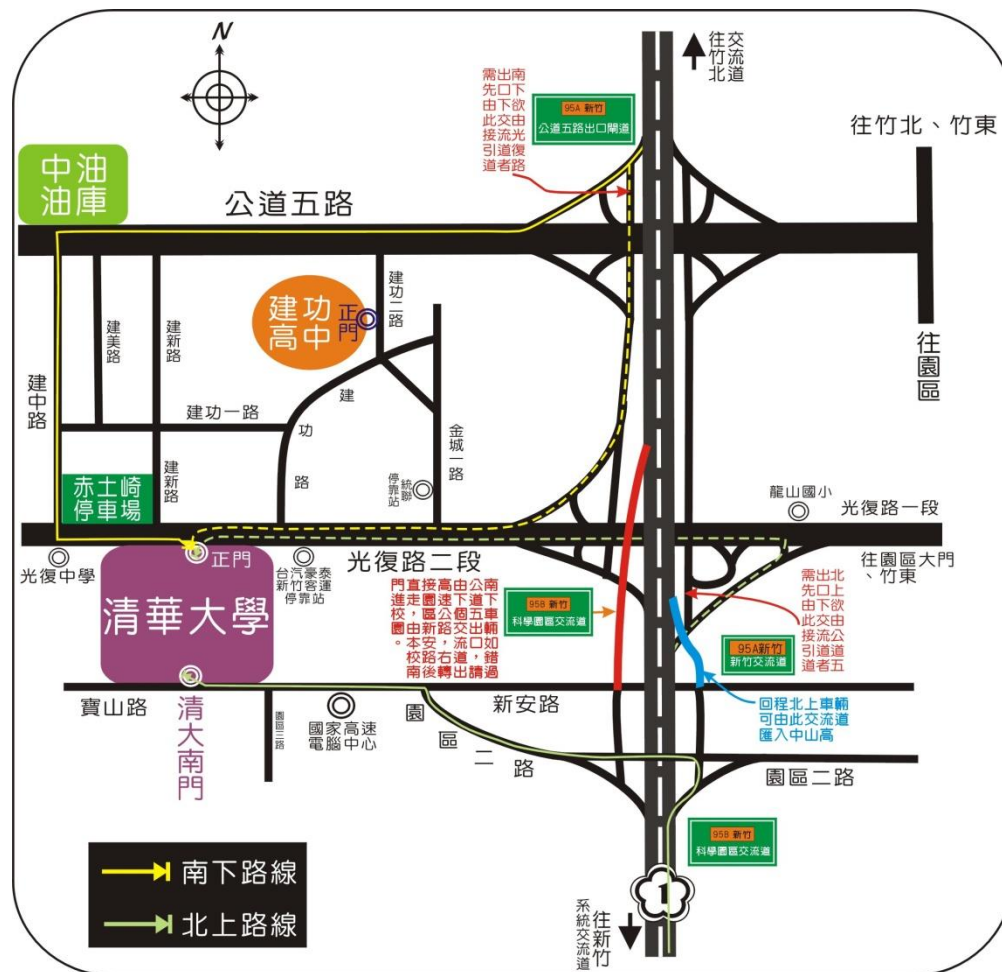 N
往竹北
交流道
南下欲由光復路
出口下交流道者
需先由此接引道
95A 新竹
公道五路出口閘道
往竹北、竹東
中油
油庫
公道五路
建功
高中
正門
建功二路
建美路
建新路
往園區
建中路
建功一路
建功路
金城一路
赤土崎
停車場
建新路
統聯
停靠站
龍山國小
光復路一段
光復中學
正門
台汽豪泰
新竹客運
停靠站
光復路二段
往園區大門
、竹東
清華大學
南下車輛如錯過
公道五出口，請
由下個交流道出
高速公路，右轉
接園區新安路後
直走，由本校南
門進校園。
95B 新竹
科學園區交流道
北上欲由公道五
出口下交流道者
需先由此接引道
95A新竹
新竹交流道
寶山路
清大南門
園區三路
國家高速
電腦中心
園區二路
新安路
回程北上車輛
可由此交流道
匯入中山高
園區二路
95B 新竹
科學園區交流道
南下路線
北上路線
1
往新竹
系統交流道